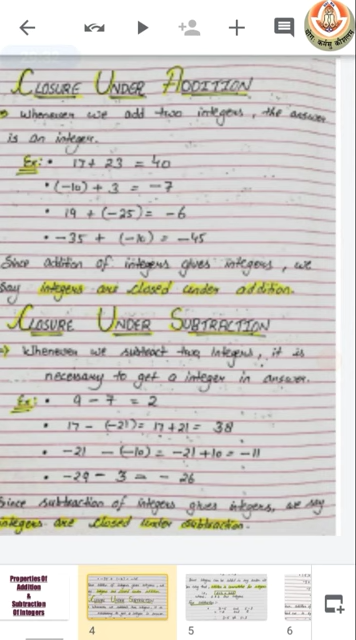 CLOSURE UNDER ADDITION
Whenever we add two integers, the answer
is an integer.
Ex:• 17+ 23 = 40
• (-10) + 3 = -7
• 19 + (-25) = -6
• -35 + (-10) = -45
Since addition of integers gives integers, we
say integers are closed under addition.
CLOSURE UNDER SUBTRACTION
Whenever we subtract two integers, it is
necessary to get a integer in answer.
Ex:• 9 - 7 = 2
• 17 - (-21) = 17 + 21 = 38
• -21 - (-10) = -21 + 10 = -11
• -29 - 3 = - 26
since subtraction of integers gives integers, we say
integers are closed under subtraction.
Properties Of
Addition
&
Subtraction
Of Integers
4
5
6